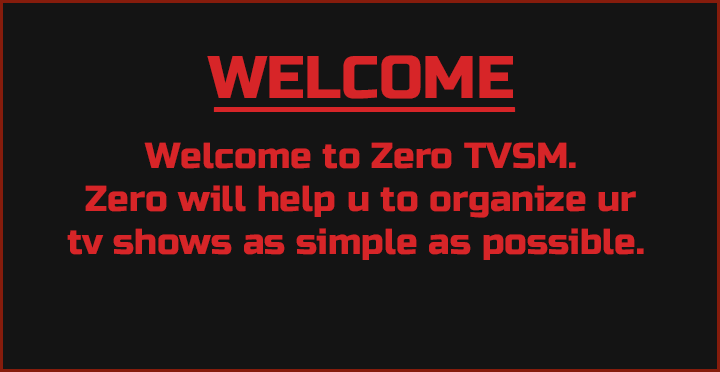 WELCOME
Welcome to Zero TVSM.
Zero will help u to organize ur
tv shows as simple as possible.